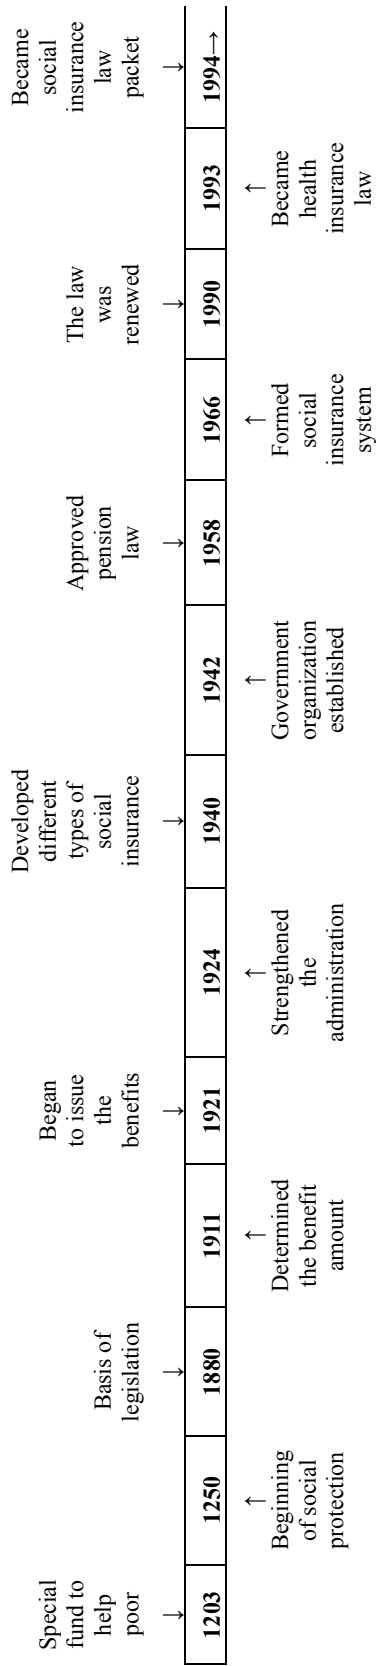 Special
fund to
help
poor
↓
1203
1250
↑
Beginning
of social
protection
Basis of
legislation
↓
1880
1911
↑
Determined
the benefit
amount
Began
to issue
the
benefits
↓
1921
1924
↑
Strengthened
the
administration
Developed
different
types of
social
insurance
↓
1940
1942
↑
Government
organization
established
Approved
pension
law
↓
1958
1966
↑
Formed
social
insurance
system
The law
was
renewed
↓
1990
1993
↑
Became
health
insurance
law
Became
social
insurance
law
packet
↓
1994→